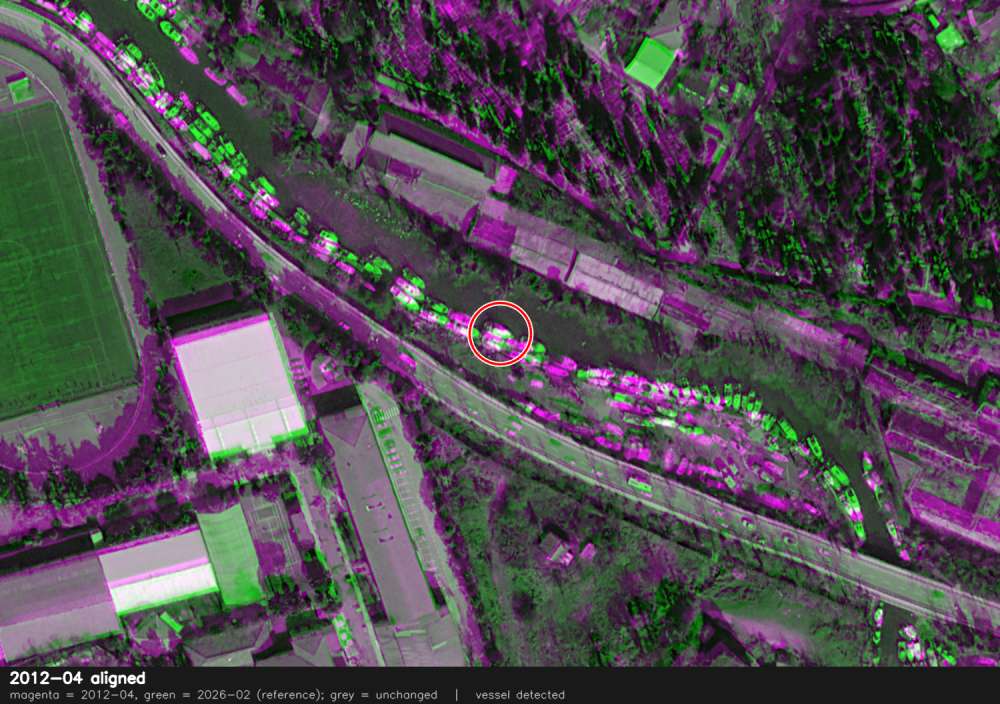 2012-04 aligned
magenta = 2012-04, green = 2026-02 (reference); grey = unchanged | vessel detected